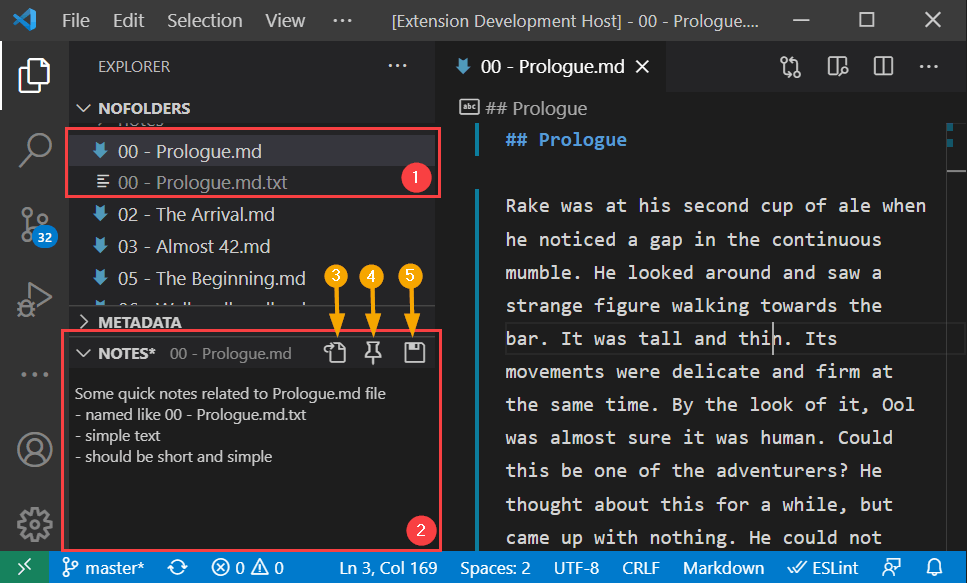 File Edit Selection View ··· [Extension Development Host] - 00 - Prologue....
EXPLORER ···
00 - Prologue.md
NOFOLDERS
abc ## Prologue
00 - Prologue.md
00 - Prologue.md.txt
1
02 - The Arrival.md
32
03 - Almost 42.md
05 - The Beginning.md
3 4 5
METADATA
NOTES* 00 - Prologue.md
Some quick notes related to Prologue.md file
- named like 00 - Prologue.md.txt
- simple text
- should be short and simple
2
## Prologue
Rake was at his second cup of ale when
he noticed a gap in the continuous
mumble. He looked around and saw a
strange figure walking towards the
bar. It was tall and thin. Its
movements were delicate and firm at
the same time. By the look of it, Ool
was almost sure it was human. Could
this be one of the adventurers? He
thought about this for a while, but
came up with nothing. He could not
master* 0 0 Ln 3, Col 169 Spaces: 2 UTF-8 CRLF Markdown ESLint